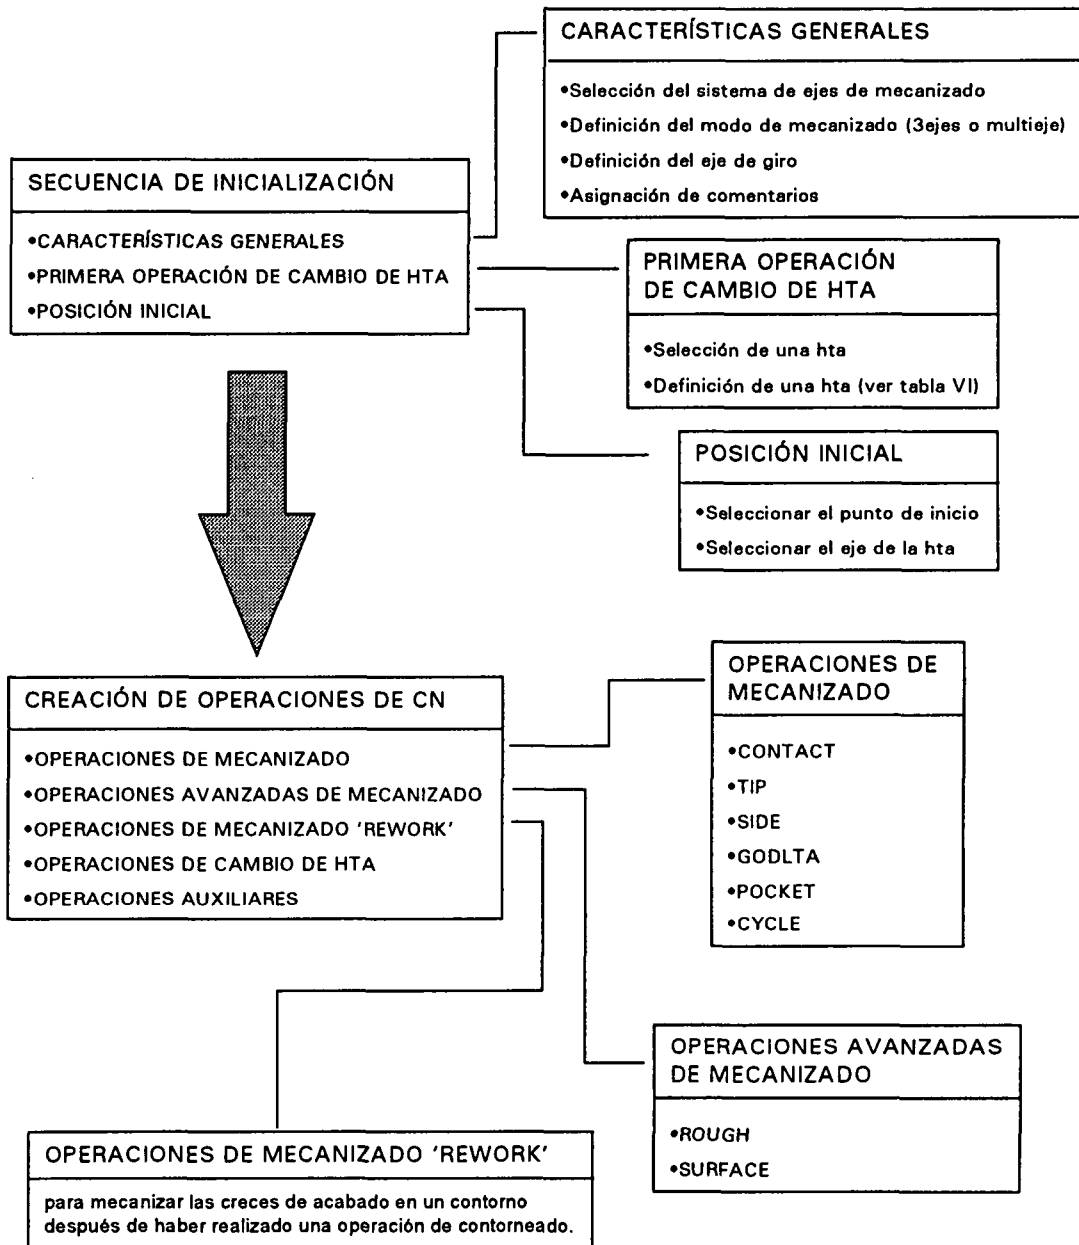 CARACTERÍSTICAS GENERALES
•Selección del sistema de ejes de mecanizado
•Definición del modo de mecanizado (3ejes o multieje)
•Definición del eje de giro
•Asignación de comentarios
SECUENCIA DE INICIALIZACIÓN
•CARACTERÍSTICAS GENERALES
•PRIMERA OPERACIÓN DE CAMBIO DE HTA
•POSICIÓN INICIAL
PRIMERA OPERACIÓN
DE CAMBIO DE HTA
•Selección de una hta
•Definición de una hta (ver tabla VI)
POSICIÓN INICIAL
•Seleccionar el punto de inicio
•Seleccionar el eje de la hta
CREACIÓN DE OPERACIONES DE CN
•OPERACIONES DE MECANIZADO
•OPERACIONES AVANZADAS DE MECANIZADO
•OPERACIONES DE MECANIZADO 'REWORK'
•OPERACIONES DE CAMBIO DE HTA
•OPERACIONES AUXILIARES
OPERACIONES DE
MECANIZADO
•CONTACT
•TIP
•SIDE
•GODLTA
•POCKET
•CYCLE
OPERACIONES AVANZADAS
DE MECANIZADO
•ROUGH
•SURFACE
OPERACIONES DE MECANIZADO 'REWORK'
para mecanizar las creces de acabado en un contorno
después de haber realizado una operación de contorneado.